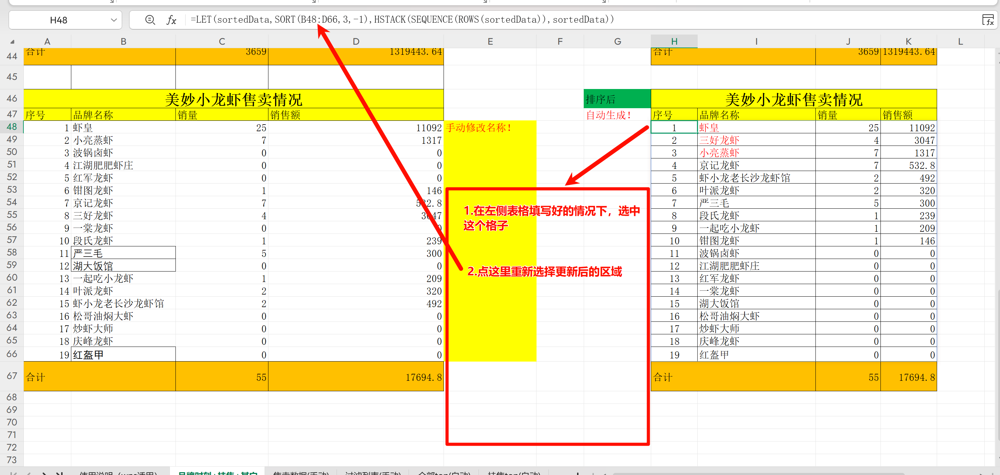 H48 fx =LET(sortedData,SORT(B48:D66,3,-1),HSTACK(SEQUENCE(ROWS(sortedData)),sortedData))
A B C D E F G H I J K L
44 合计 3659 1319443.64 合计 3659 1319443.64
45
46 美妙小龙虾售卖情况 排序后 美妙小龙虾售卖情况
47 序号 品牌名称 销量 销售额 自动生成! 序号 品牌名称 销量 销售额
48 1 虾皇 25 11092 手动修改名称! 1 虾皇 25 11092
49 2 小亮蒸虾 7 1317 2 三好龙虾 4 3047
50 3 波锅卤虾 0 0 3 小亮蒸虾 7 1317
51 4 江湖肥肥虾庄 0 0 4 京记龙虾 7 532.8
52 5 红军龙虾 0 0 5 虾小龙老长沙龙虾馆 2 492
53 6 钳图龙虾 1 146 6 叶派龙虾 2 320
54 7 京记龙虾 7 532.8 7 严三毛 5 300
55 8 三好龙虾 4 3047 8 段氏龙虾 1 239
56 9 一棠龙虾 0 0 9 一起吃小龙虾 1 209
57 10 段氏龙虾 1 239 10 钳图龙虾 1 146
58 11 严三毛 5 300 11 波锅卤虾 0 0
59 12 湖大饭馆 0 0 12 江湖肥肥虾庄 0 0
60 13 一起吃小龙虾 1 209 13 红军龙虾 0 0
61 14 叶派龙虾 2 320 14 一棠龙虾 0 0
62 15 虾小龙老长沙龙虾馆 2 492 15 湖大饭馆 0 0
63 16 松哥油焖大虾 0 0 16 松哥油焖大虾 0 0
64 17 炒虾大师 0 0 17 炒虾大师 0 0
65 18 庆峰龙虾 0 0 18 庆峰龙虾 0 0
66 19 红盔甲 0 0 19 红盔甲 0 0
67 合计 55 17694.8 合计 55 17694.8
68
69
70
71
72
73
1.在左侧表格填写好的情况下，选中
这个格子
2.点这里重新选择更新后的区域